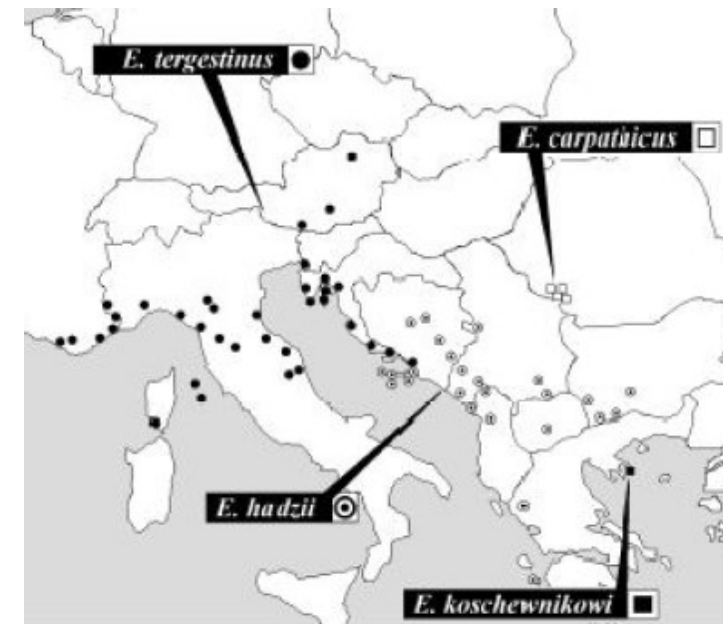 E. tergestinus
E. carpathicus
E. hadzii
E. koschewnikowi